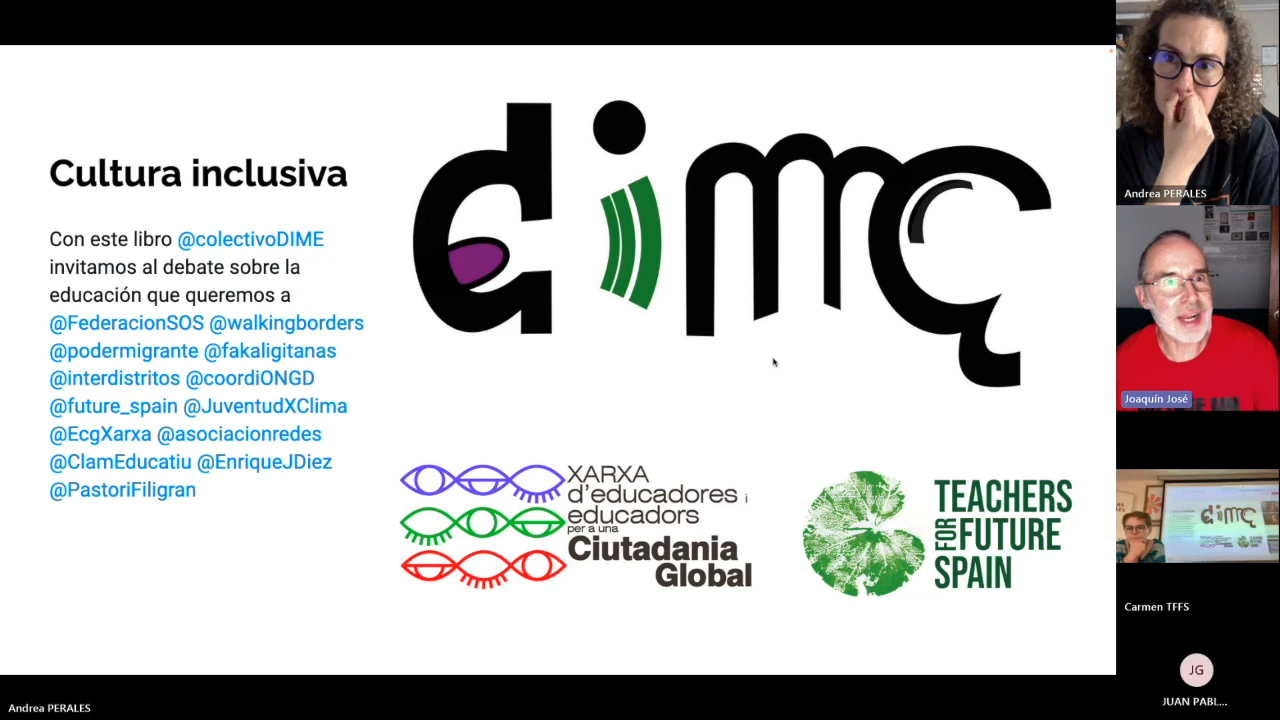 Cultura inclusiva
Con este libro @colectivoDIME
invitamos al debate sobre la
educación que queremos a
@FederacionSOS @walkingborders
@podermigrante @fakaligitanas
@interdistritos @coordiONGD
@future_spain @JuventudXClima
@EcgXarxa @asociacionredes
@ClamEducatiu @EnriqueJDiez
@PastoriFiligran
dime
XARXA
d'educadores i
educadors
per a una
Ciutadania
Global
TEACHERS
FOR FUTURE
SPAIN
Andrea PERALES
Joaquín José
Carmen TFFS
JG
JUAN PABL...
Andrea PERALES